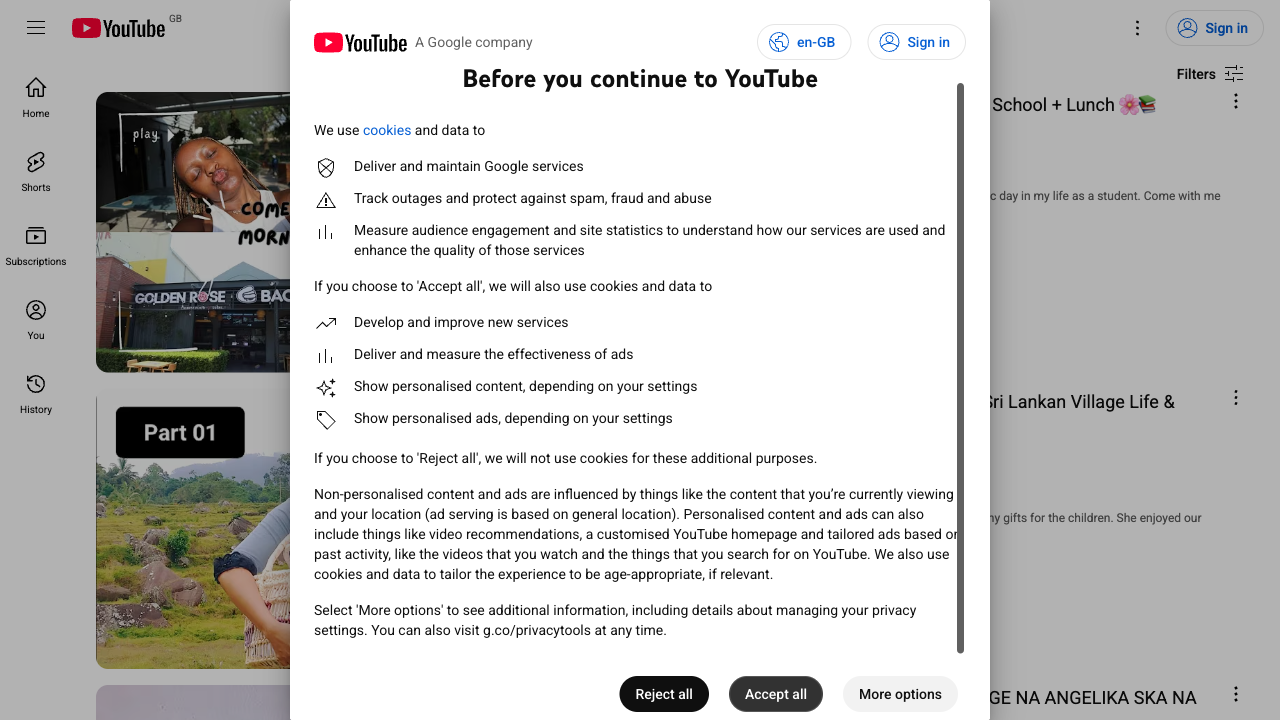 YouTube GB
Sign in
Filters
Home
Shorts
Subscriptions
You
History
play
COME
MORN
GOLDEN ROSE
BAC
Part 01
School + Lunch 🌸📚
c day in my life as a student. Come with me
Sri Lankan Village Life &
ny gifts for the children. She enjoyed our
GE NA ANGELIKA SKA NA
YouTube A Google company
en-GB
Sign in
Before you continue to YouTube
We use cookies and data to
Deliver and maintain Google services
Track outages and protect against spam, fraud and abuse
Measure audience engagement and site statistics to understand how our services are used and
enhance the quality of those services
If you choose to 'Accept all', we will also use cookies and data to
Develop and improve new services
Deliver and measure the effectiveness of ads
Show personalised content, depending on your settings
Show personalised ads, depending on your settings
If you choose to 'Reject all', we will not use cookies for these additional purposes.
Non-personalised content and ads are influenced by things like the content that you’re currently viewing
and your location (ad serving is based on general location). Personalised content and ads can also
include things like video recommendations, a customised YouTube homepage and tailored ads based on
past activity, like the videos that you watch and the things that you search for on YouTube. We also use
cookies and data to tailor the experience to be age-appropriate, if relevant.
Select 'More options' to see additional information, including details about managing your privacy
settings. You can also visit g.co/privacytools at any time.
Reject all
Accept all
More options